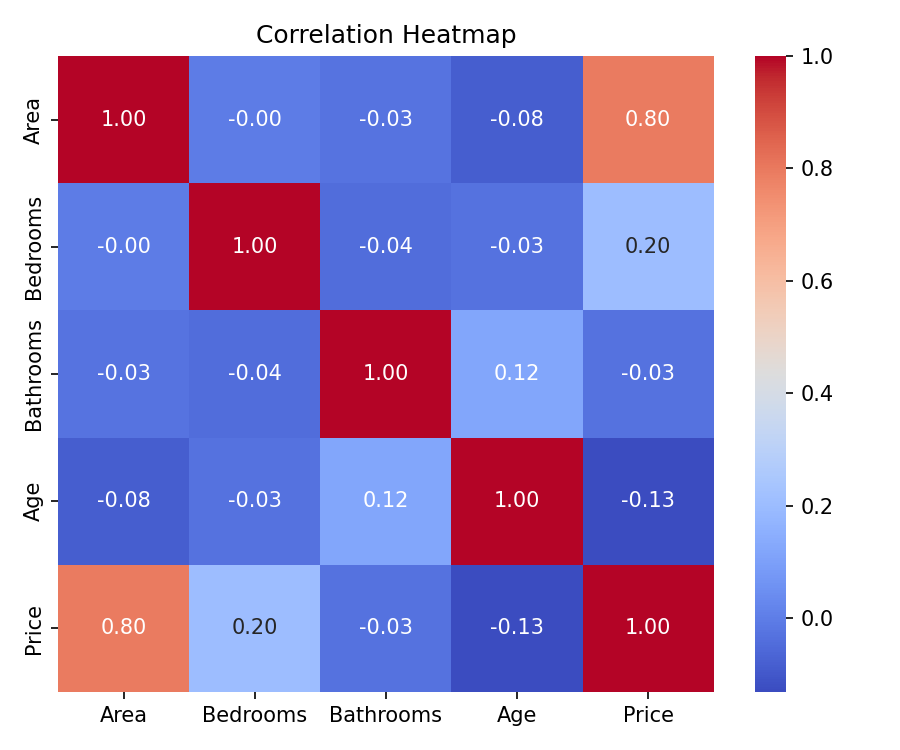 Correlation Heatmap
Area 1.00 -0.00 -0.03 -0.08 0.80
Bedrooms -0.00 1.00 -0.04 -0.03 0.20
Bathrooms -0.03 -0.04 1.00 0.12 -0.03
Age -0.08 -0.03 0.12 1.00 -0.13
Price 0.80 0.20 -0.03 -0.13 1.00
Area Bedrooms Bathrooms Age Price
1.0
0.8
0.6
0.4
0.2
0.0